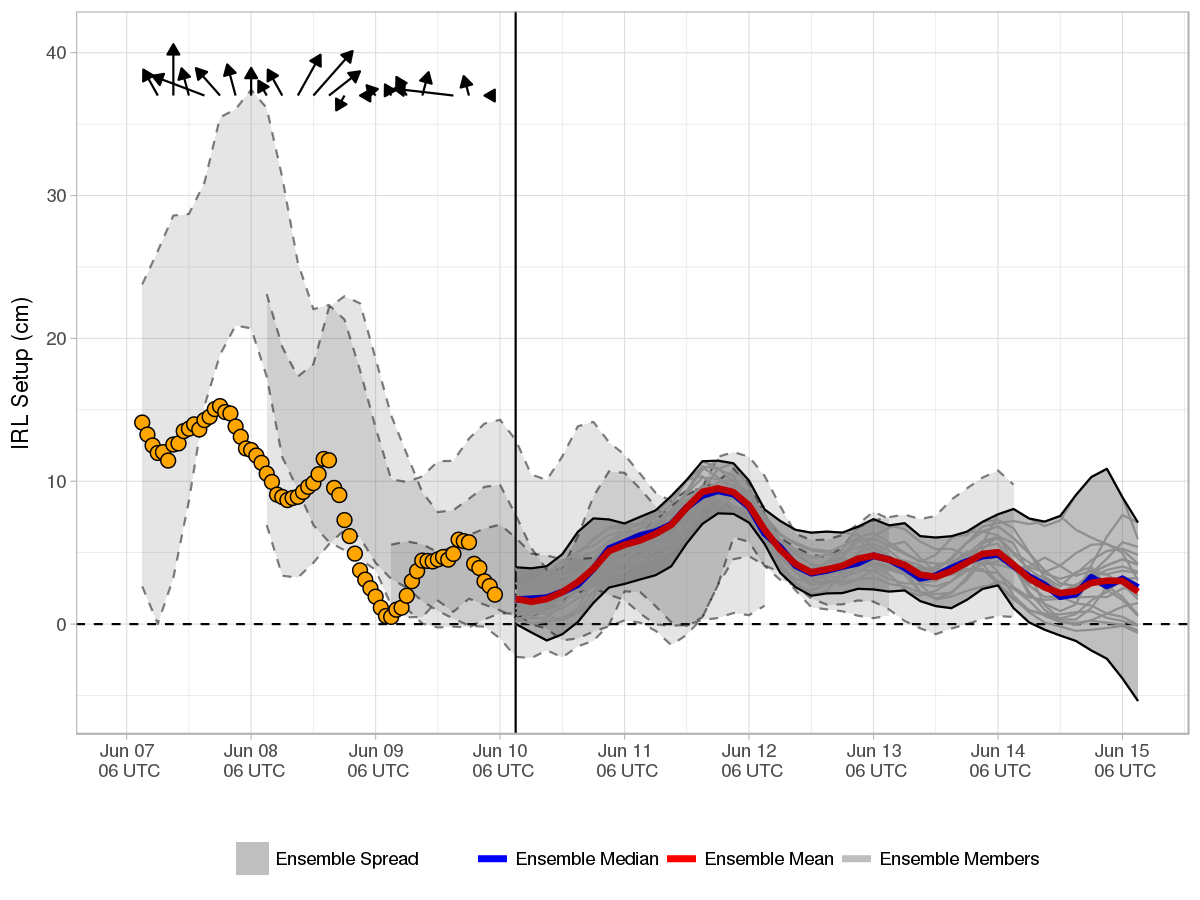 40
30
20
10
0
IRL Setup (cm)
Jun 07
06 UTC
Jun 08
06 UTC
Jun 09
06 UTC
Jun 10
06 UTC
Jun 11
06 UTC
Jun 12
06 UTC
Jun 13
06 UTC
Jun 14
06 UTC
Jun 15
06 UTC
Ensemble Spread
Ensemble Median
Ensemble Mean
Ensemble Members